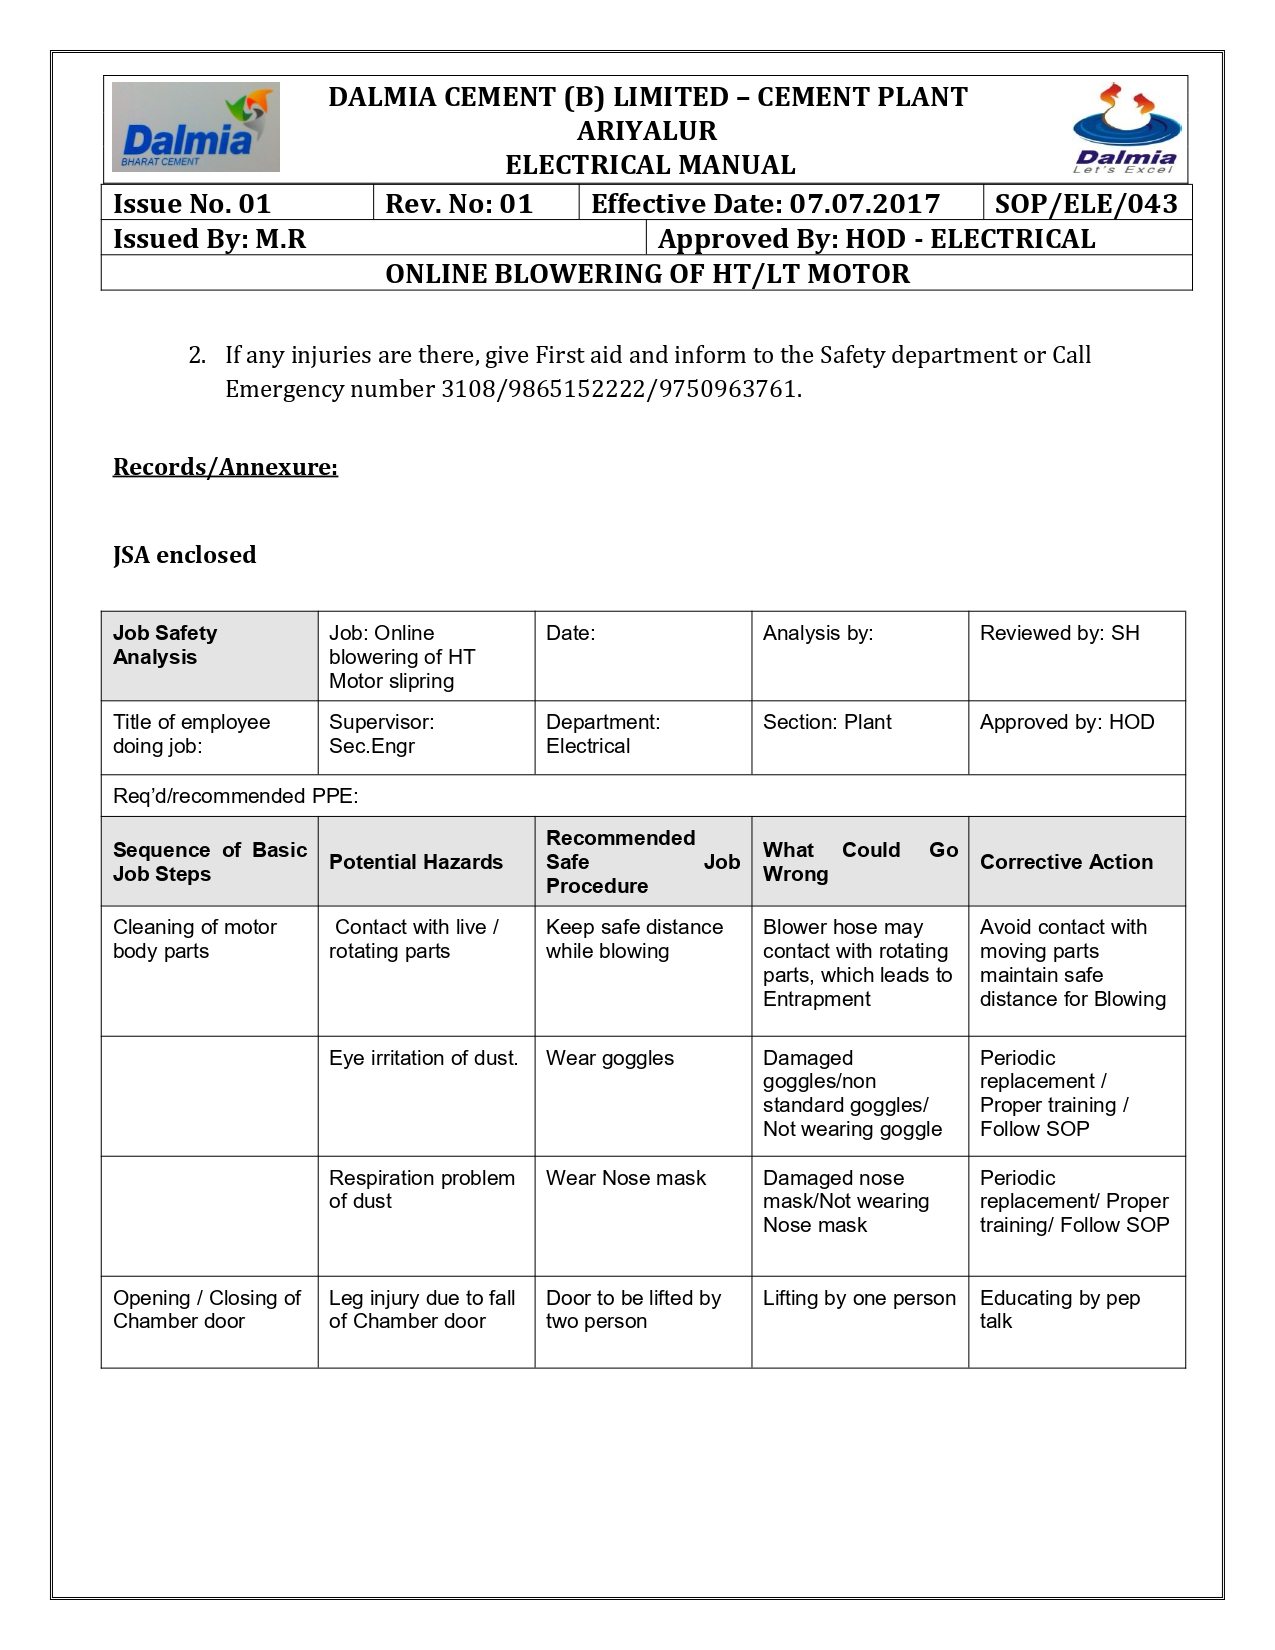 Dalmia
BHARAT CEMENT
DALMIA CEMENT (B) LIMITED – CEMENT PLANT
ARIYALUR
ELECTRICAL MANUAL
Dalmia
Let's Excel
Issue No. 01 Rev. No: 01 Effective Date: 07.07.2017 SOP/ELE/043
Issued By: M.R Approved By: HOD - ELECTRICAL
ONLINE BLOWERING OF HT/LT MOTOR
2. If any injuries are there, give First aid and inform to the Safety department or Call
Emergency number 3108/9865152222/9750963761.
Records/Annexure:
JSA enclosed
Job Safety
Analysis
Job: Online
blowering of HT
Motor slipring
Date:
Analysis by:
Reviewed by: SH
Title of employee
doing job:
Supervisor:
Sec.Engr
Department:
Electrical
Section: Plant
Approved by: HOD
Req’d/recommended PPE:
Sequence of Basic
Job Steps
Potential Hazards
Recommended
Safe Job
Procedure
What Could Go
Wrong
Corrective Action
Cleaning of motor
body parts
Contact with live /
rotating parts
Keep safe distance
while blowing
Blower hose may
contact with rotating
parts, which leads to
Entrapment
Avoid contact with
moving parts
maintain safe
distance for Blowing
Eye irritation of dust.
Wear goggles
Damaged
goggles/non
standard goggles/
Not wearing goggle
Periodic
replacement /
Proper training /
Follow SOP
Respiration problem
of dust
Wear Nose mask
Damaged nose
mask/Not wearing
Nose mask
Periodic
replacement/ Proper
training/ Follow SOP
Opening / Closing of
Chamber door
Leg injury due to fall
of Chamber door
Door to be lifted by
two person
Lifting by one person
Educating by pep
talk